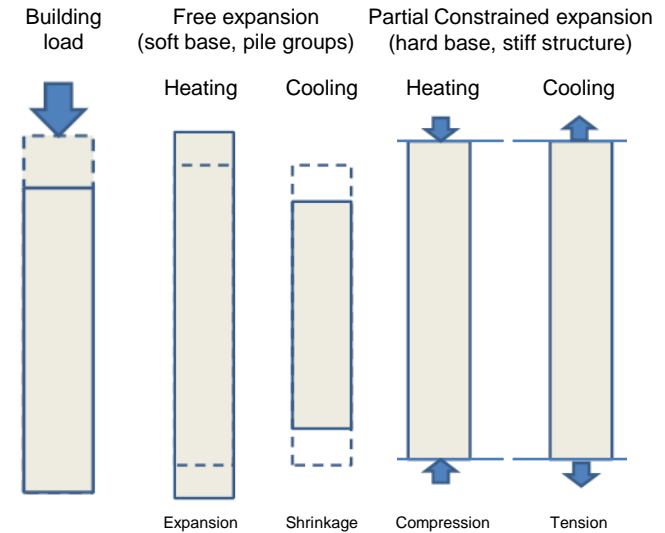 Building
load
Free expansion
(soft base, pile groups)
Partial Constrained expansion
(hard base, stiff structure)
Heating
Cooling
Heating
Cooling
Expansion
Shrinkage
Compression
Tension